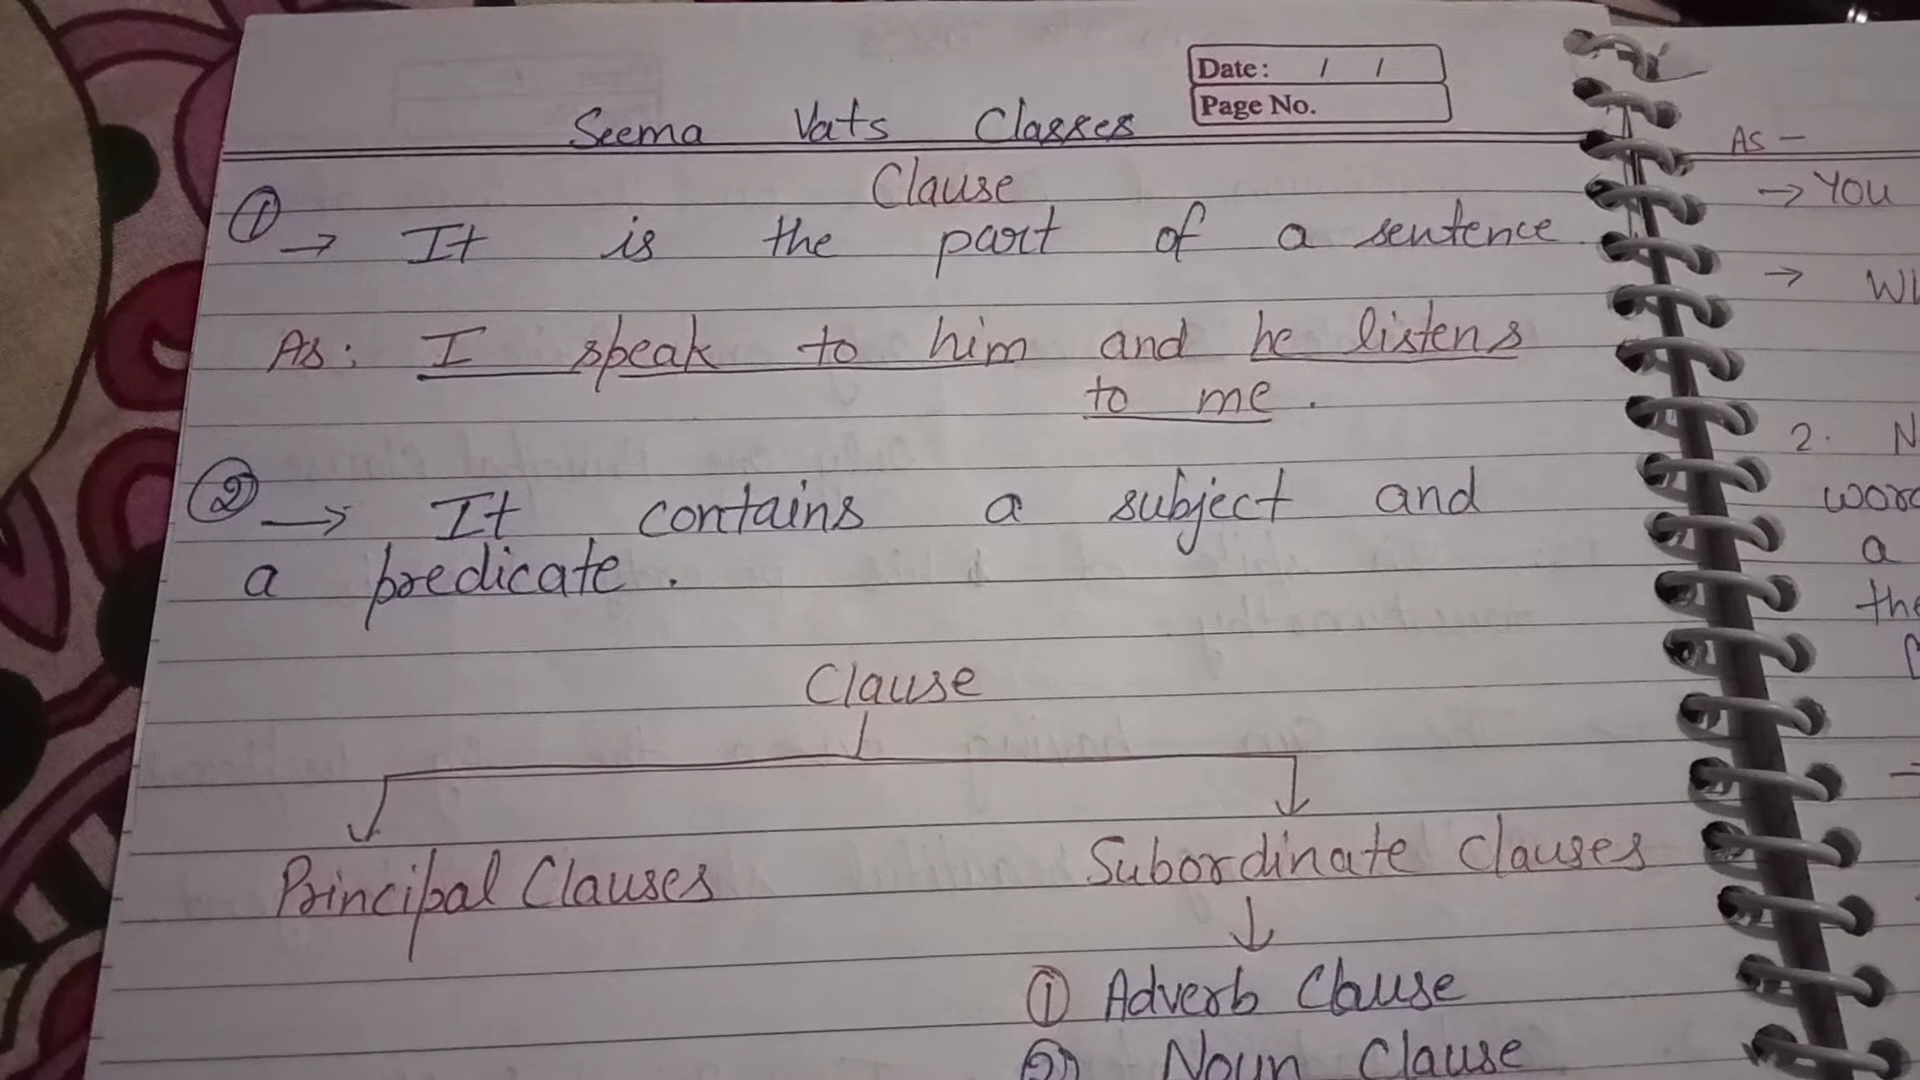 Date: / /
Page No.
Seema Vats Classes
Clause
① → It is the part of a sentence.
As: I speak to him and he listens
to me.
② → It contains a subject and
a predicate.
Clause
Principal Clauses
Subordinate Clauses
↓
① Adverb Clause
② Noun Clause
As –
→ You
→
2.
a